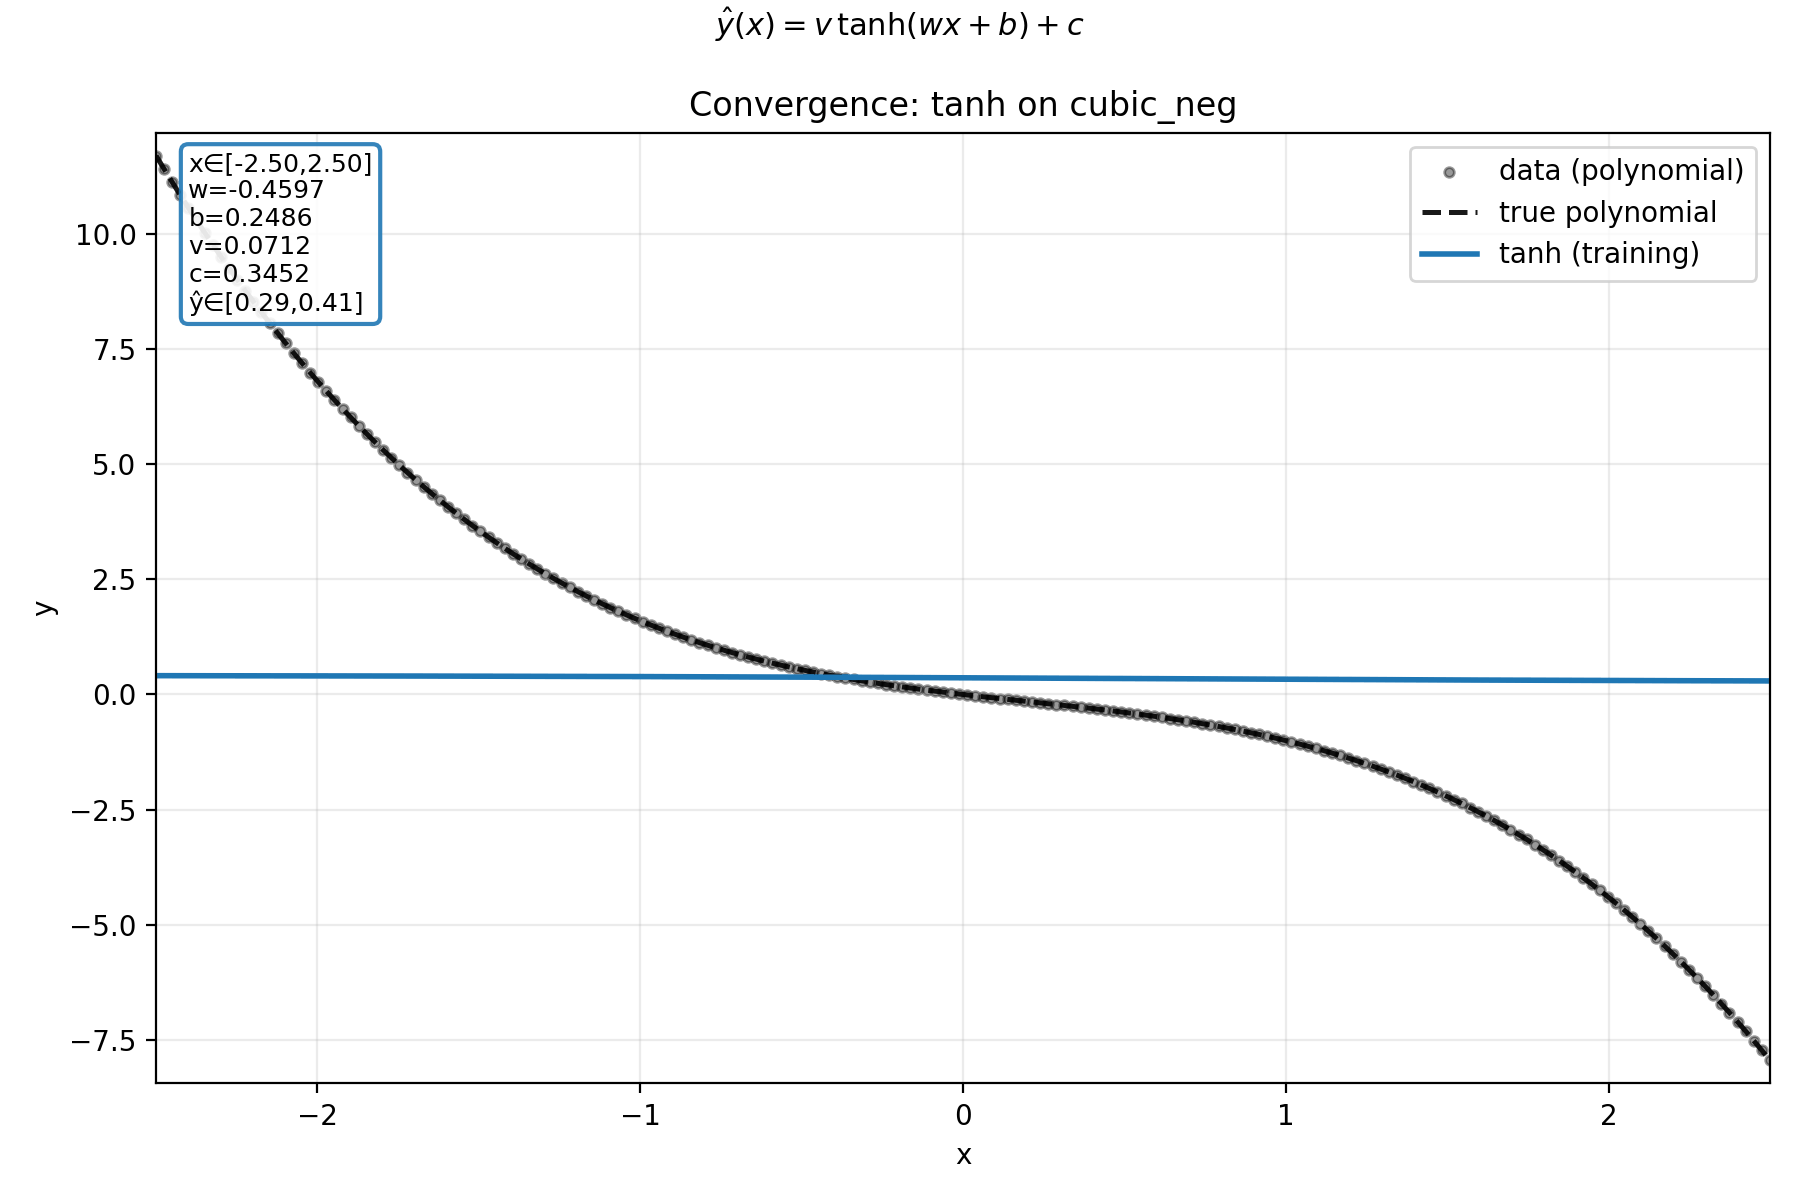 ŷ(x) = v tanh(wx + b) + c
Convergence: tanh on cubic_neg
x∈[-2.50,2.50]
w=-0.4597
b=0.2486
v=0.0712
c=0.3452
ŷ∈[0.29,0.41]
data (polynomial)
true polynomial
tanh (training)
10.0
7.5
5.0
2.5
0.0
−2.5
−5.0
−7.5
y
−2
−1
0
1
2
x